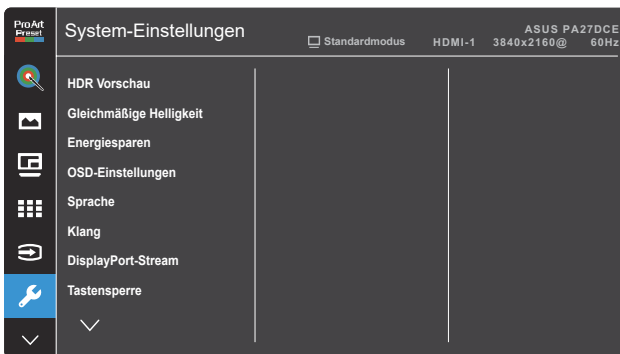 ProArt
Preset
System-Einstellungen
Standardmodus HDMI-1 ASUS PA27DCE
3840x2160@ 60Hz
HDR Vorschau
Gleichmäßige Helligkeit
Energiesparen
OSD-Einstellungen
Sprache
Klang
DisplayPort-Stream
Tastensperre